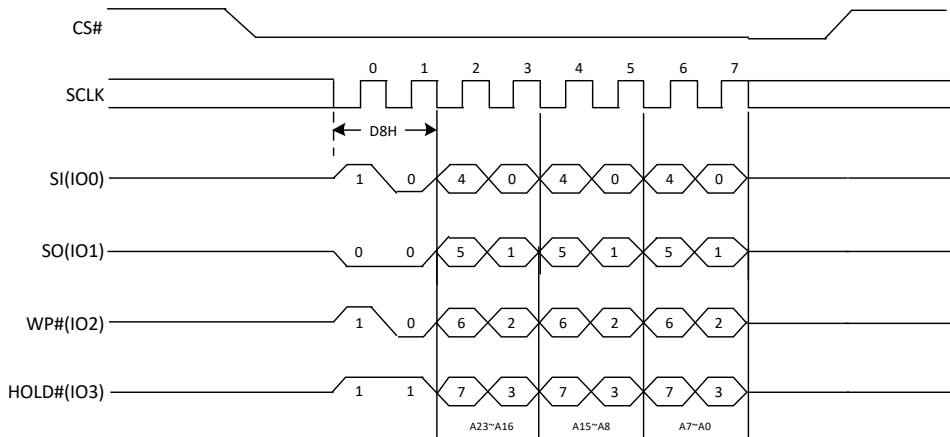 CS#
0 1 2 3 4 5 6 7
SCLK
D8H
SI(IO0) 1 0 4 0 4 0 4 0
SO(IO1) 0 0 5 1 5 1 5 1
WP#(IO2) 1 0 6 2 6 2 6 2
HOLD#(IO3) 1 1 7 3 7 3 7 3
A23~A16 A15~A8 A7~A0